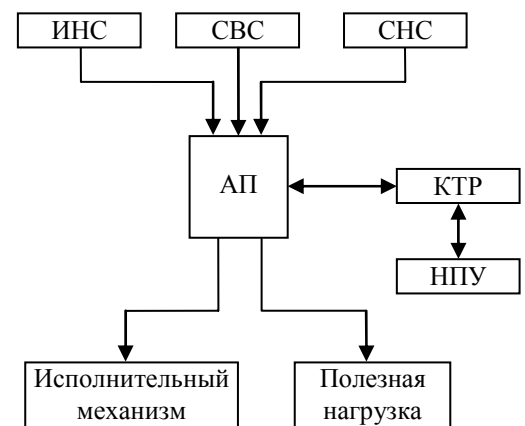 ИНС
СВС
СНС
АП
КТР
НПУ
Исполнительный
механизм
Полезная
нагрузка